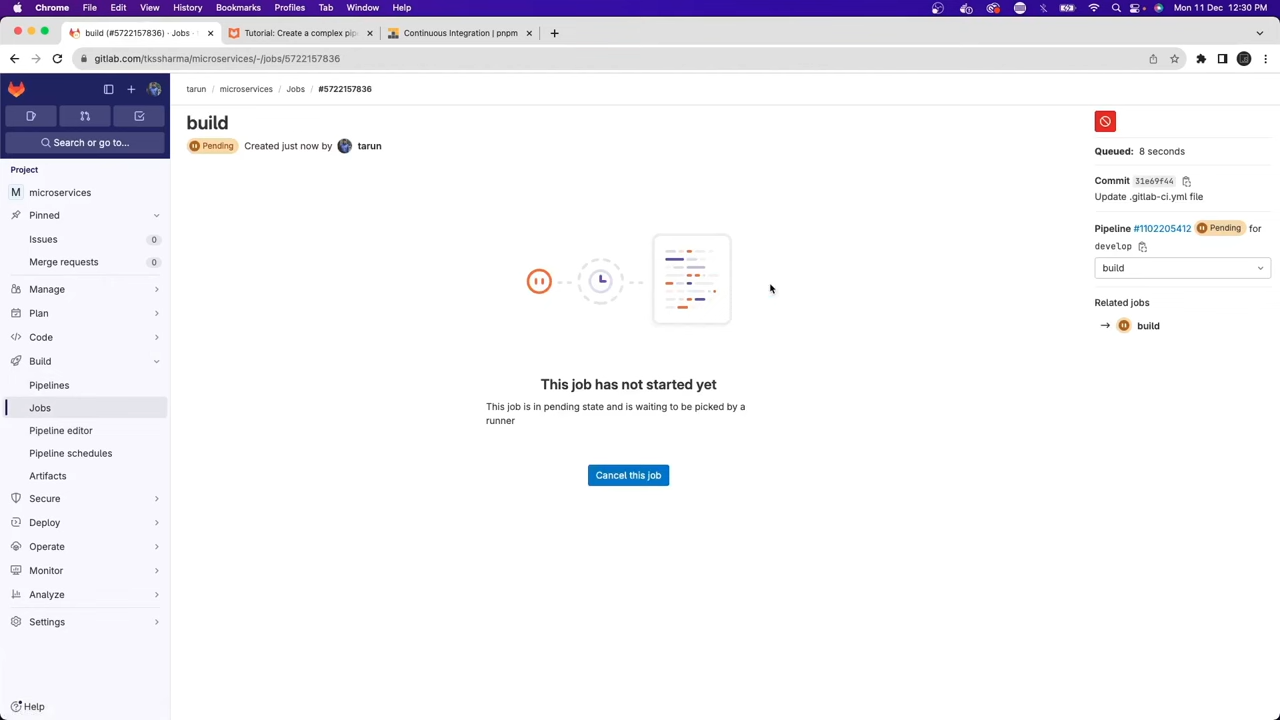 Chrome File Edit View History Bookmarks Profiles Tab Window Help Mon 11 Dec 12:30 PM
build (#5722157836) · Jobs · Tutorial: Create a complex pip Continuous Integration | pnpm
gitlab.com/tkssharma/microservices/-/jobs/5722157836
tarun / microservices / Jobs / #5722157836
build
Pending Created just now by tarun
This job has not started yet
This job is in pending state and is waiting to be picked by a
runner
Cancel this job
Search or go to...
Project
M microservices
Pinned
Issues 0
Merge requests 0
Manage
Plan
Code
Build
Pipelines
Jobs
Pipeline editor
Pipeline schedules
Artifacts
Secure
Deploy
Operate
Monitor
Analyze
Settings
Help
Queued: 8 seconds
Commit 31e69f44
Update .gitlab-ci.yml file
Pipeline #1102205412 Pending for
develop
build
Related jobs
→ build